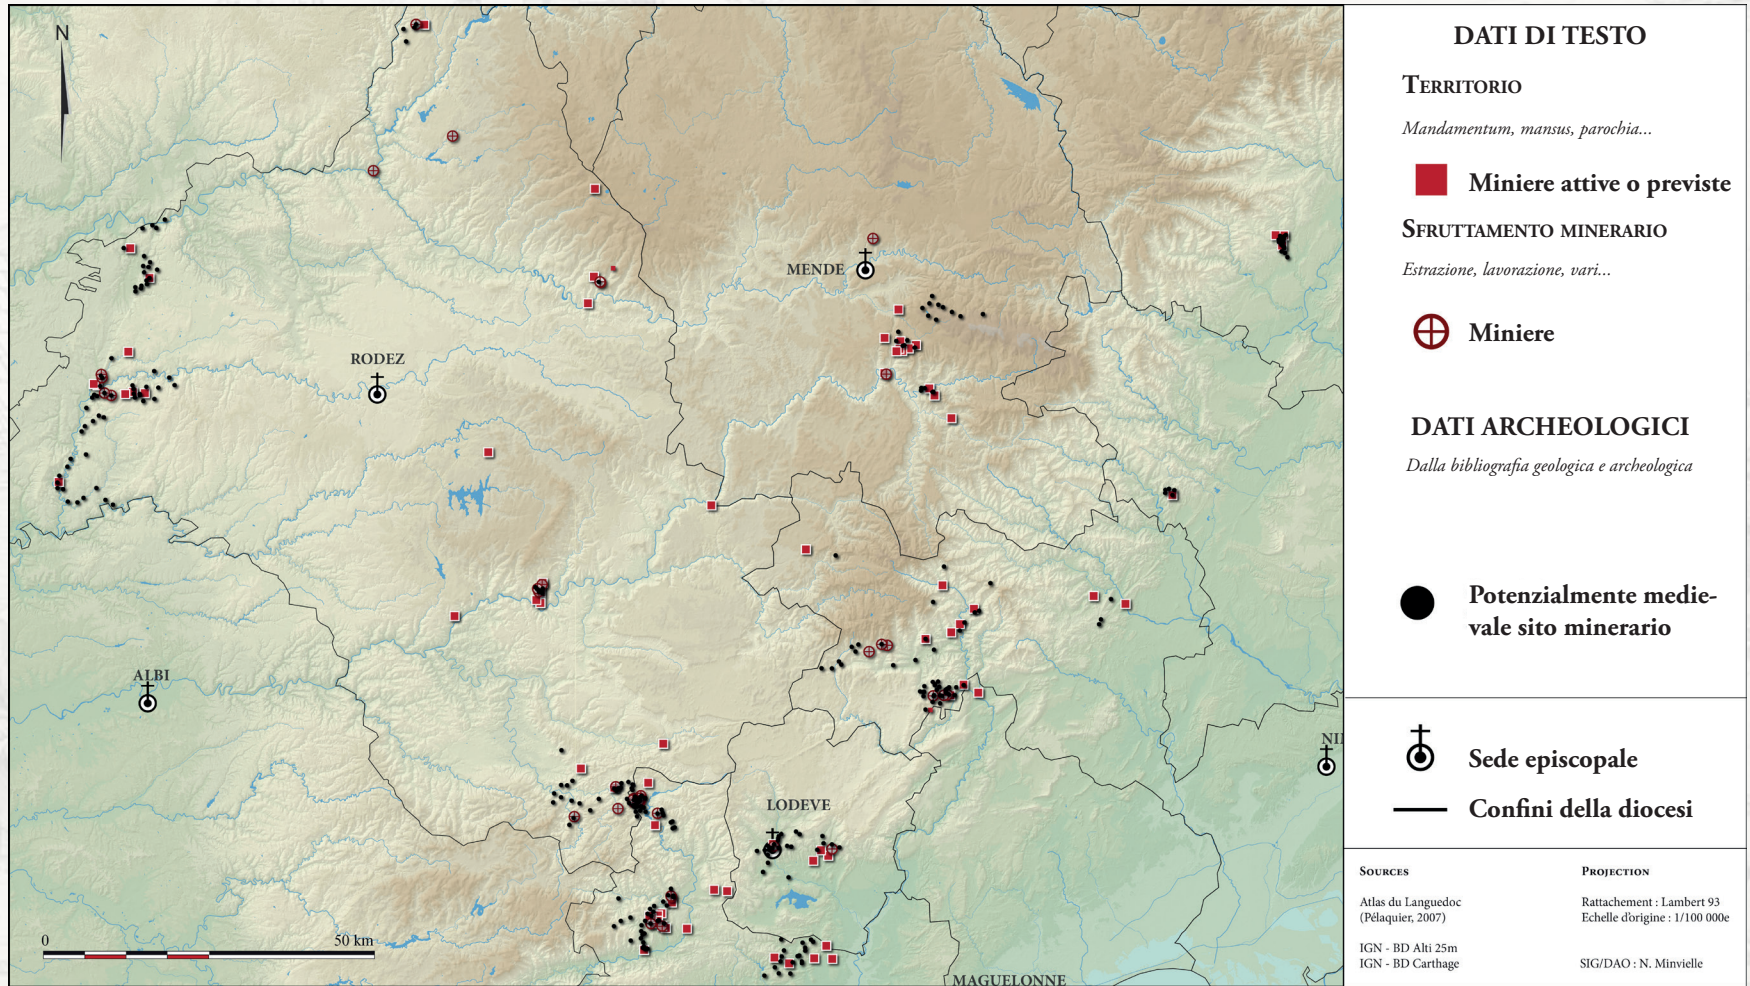 N
MENDE
RODEZ
ALBI
LODEVE
NI
MAGUELONNE
0
50 km
DATI DI TESTO
Territorio
Mandamentum, mansus, parochia...
Miniere attive o previste
Sfruttamento minerario
Estrazione, lavorazione, vari...
Miniere
DATI ARCHEOLOGICI
Dalla bibliografia geologica e archeologica
Potenzialmente medie-
vale sito minerario
Sede episcopale
Confini della diocesi
Sources
Atlas du Languedoc
(Pélaquier, 2007)
IGN - BD Alti 25m
IGN - BD Carthage
Projection
Rattachement : Lambert 93
Echelle d'origine : 1/100 000e
SIG/DAO : N. Minvielle